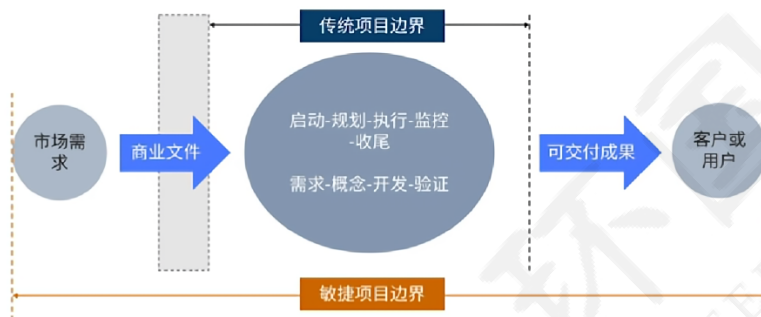 传统项目边界
市场需
求
商业文件
启动-规划-执行-监控
-收尾
需求-概念-开发-验证
可交付成果
客户或
用户
敏捷项目边界